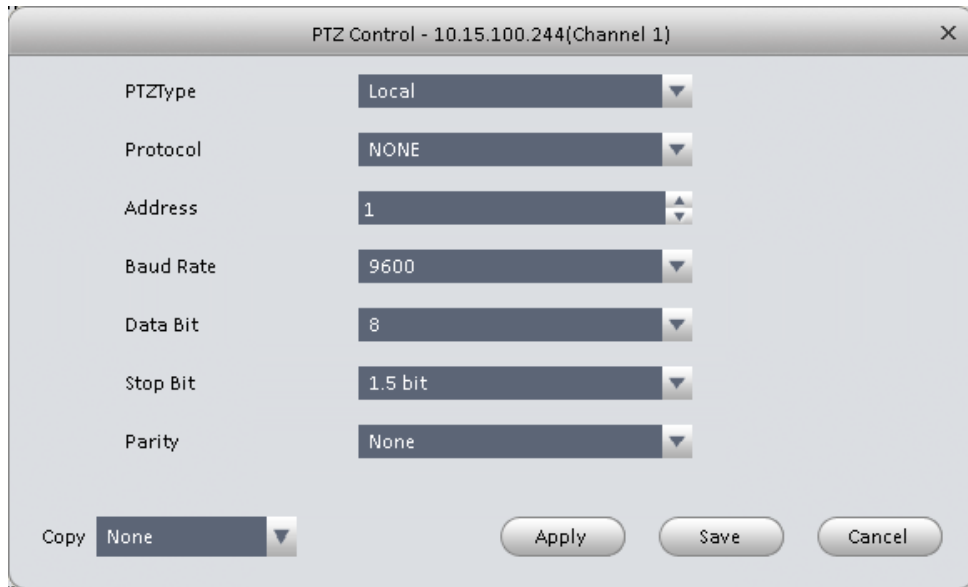 PTZ Control - 10.15.100.244(Channel 1)
PTZType Local
Protocol NONE
Address 1
Baud Rate 9600
Data Bit 8
Stop Bit 1.5 bit
Parity None
Copy None Apply Save Cancel